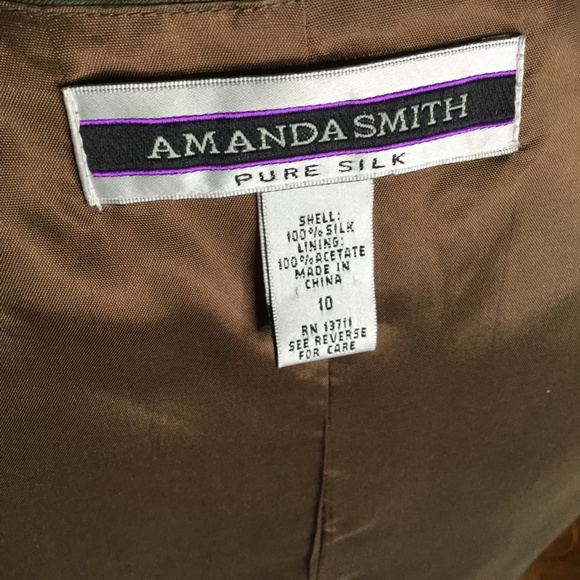 AMANDA SMITH
PURE SILK
SHELL:
100% SILK
LINING:
100% ACETATE
MADE IN
CHINA
10
RN 13711
SEE REVERSE
FOR CARE